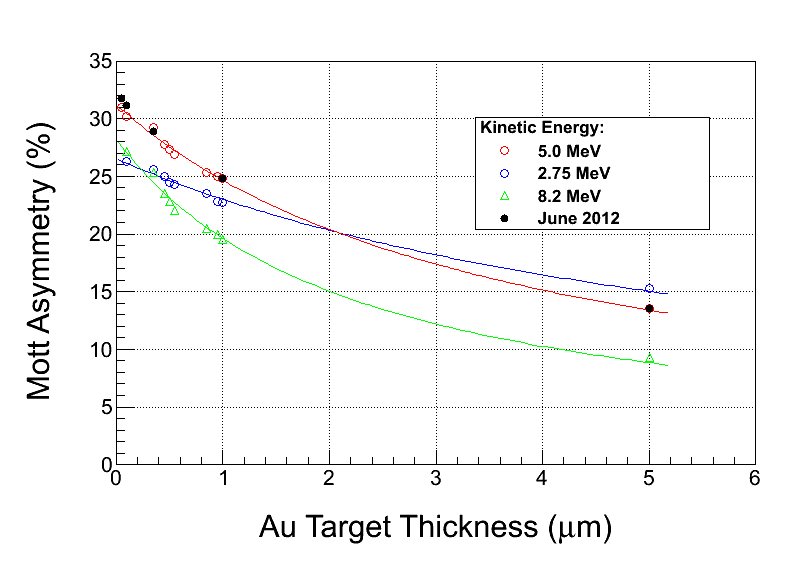 35
30
25
20
15
10
5
0
Mott Asymmetry (%)
Kinetic Energy:
5.0 MeV
2.75 MeV
8.2 MeV
June 2012
0 1 2 3 4 5 6
Au Target Thickness (μm)